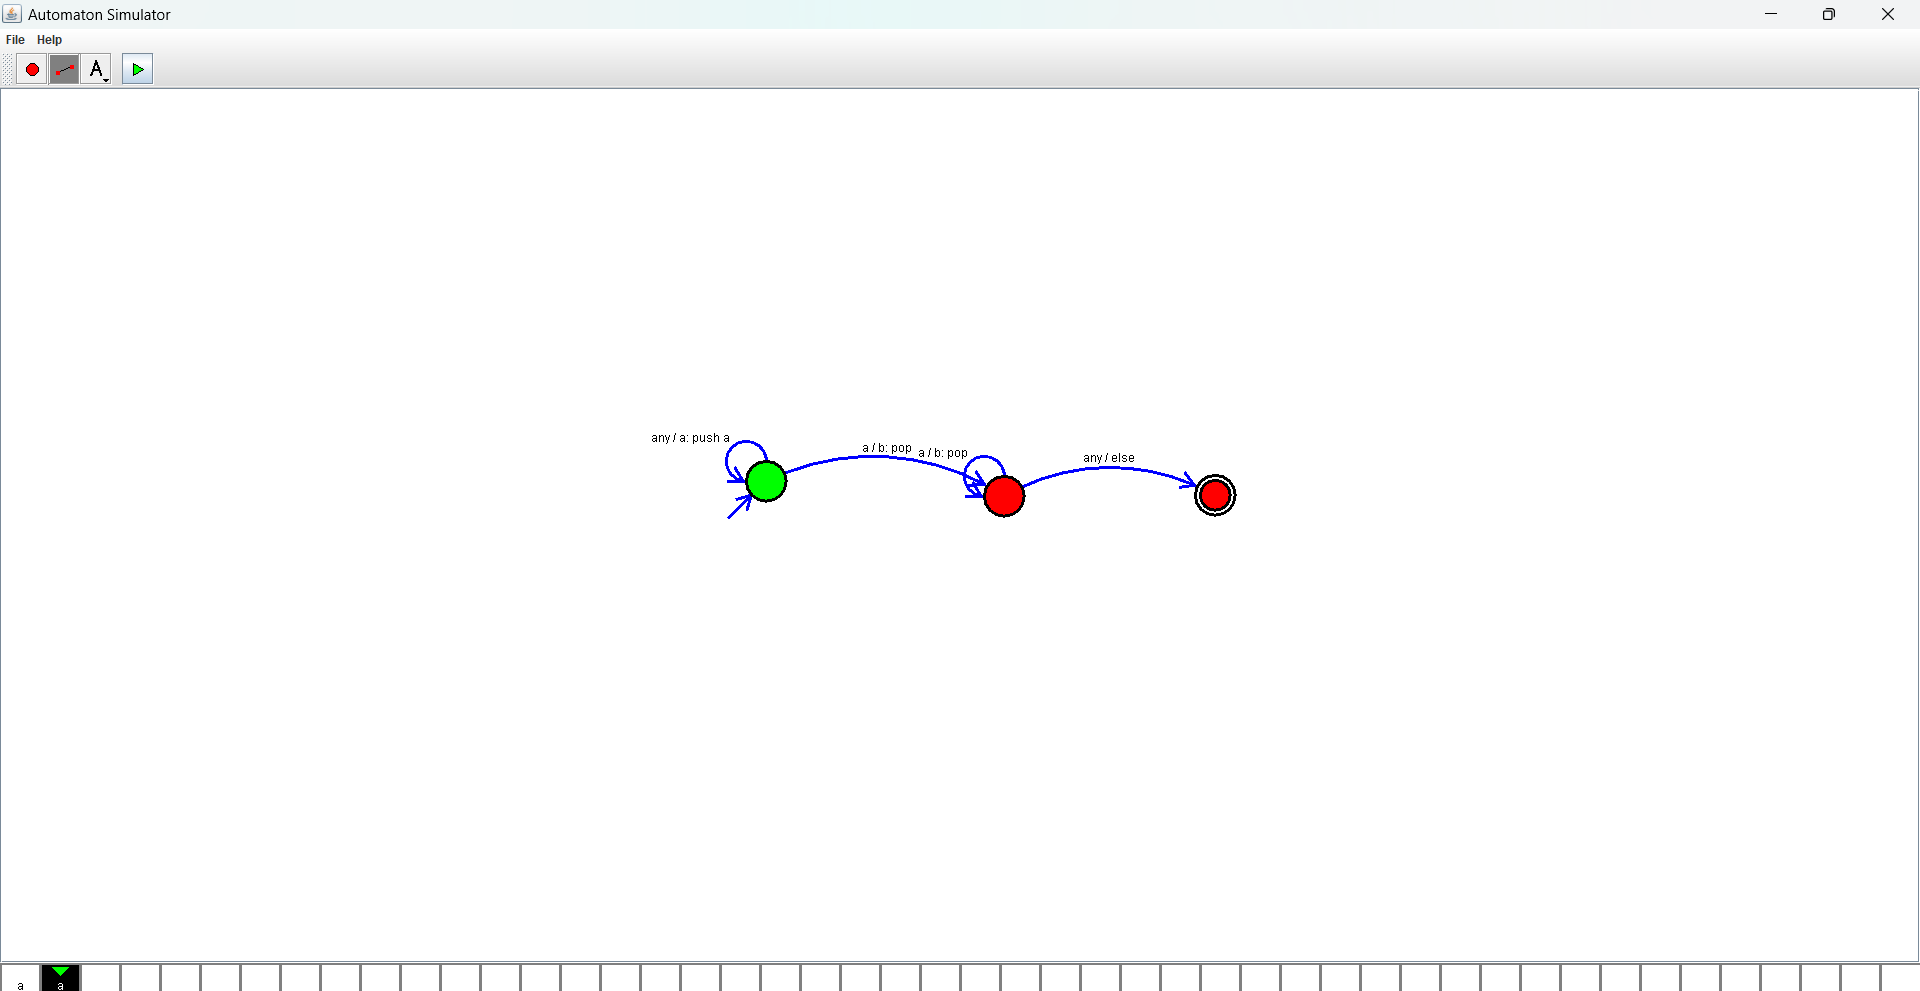 Automaton Simulator
File Help
A
any / a: push a
a / b: pop
a / b: pop
any / else
a a